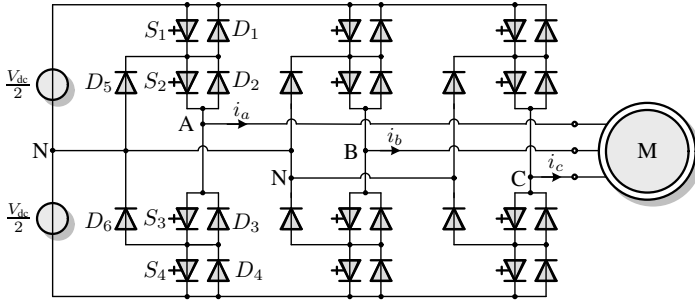 S1 D1
Vdc/2 D5 S2 D2
A ia
N B ib M
N C ic
Vdc/2 D6 S3 D3
S4 D4